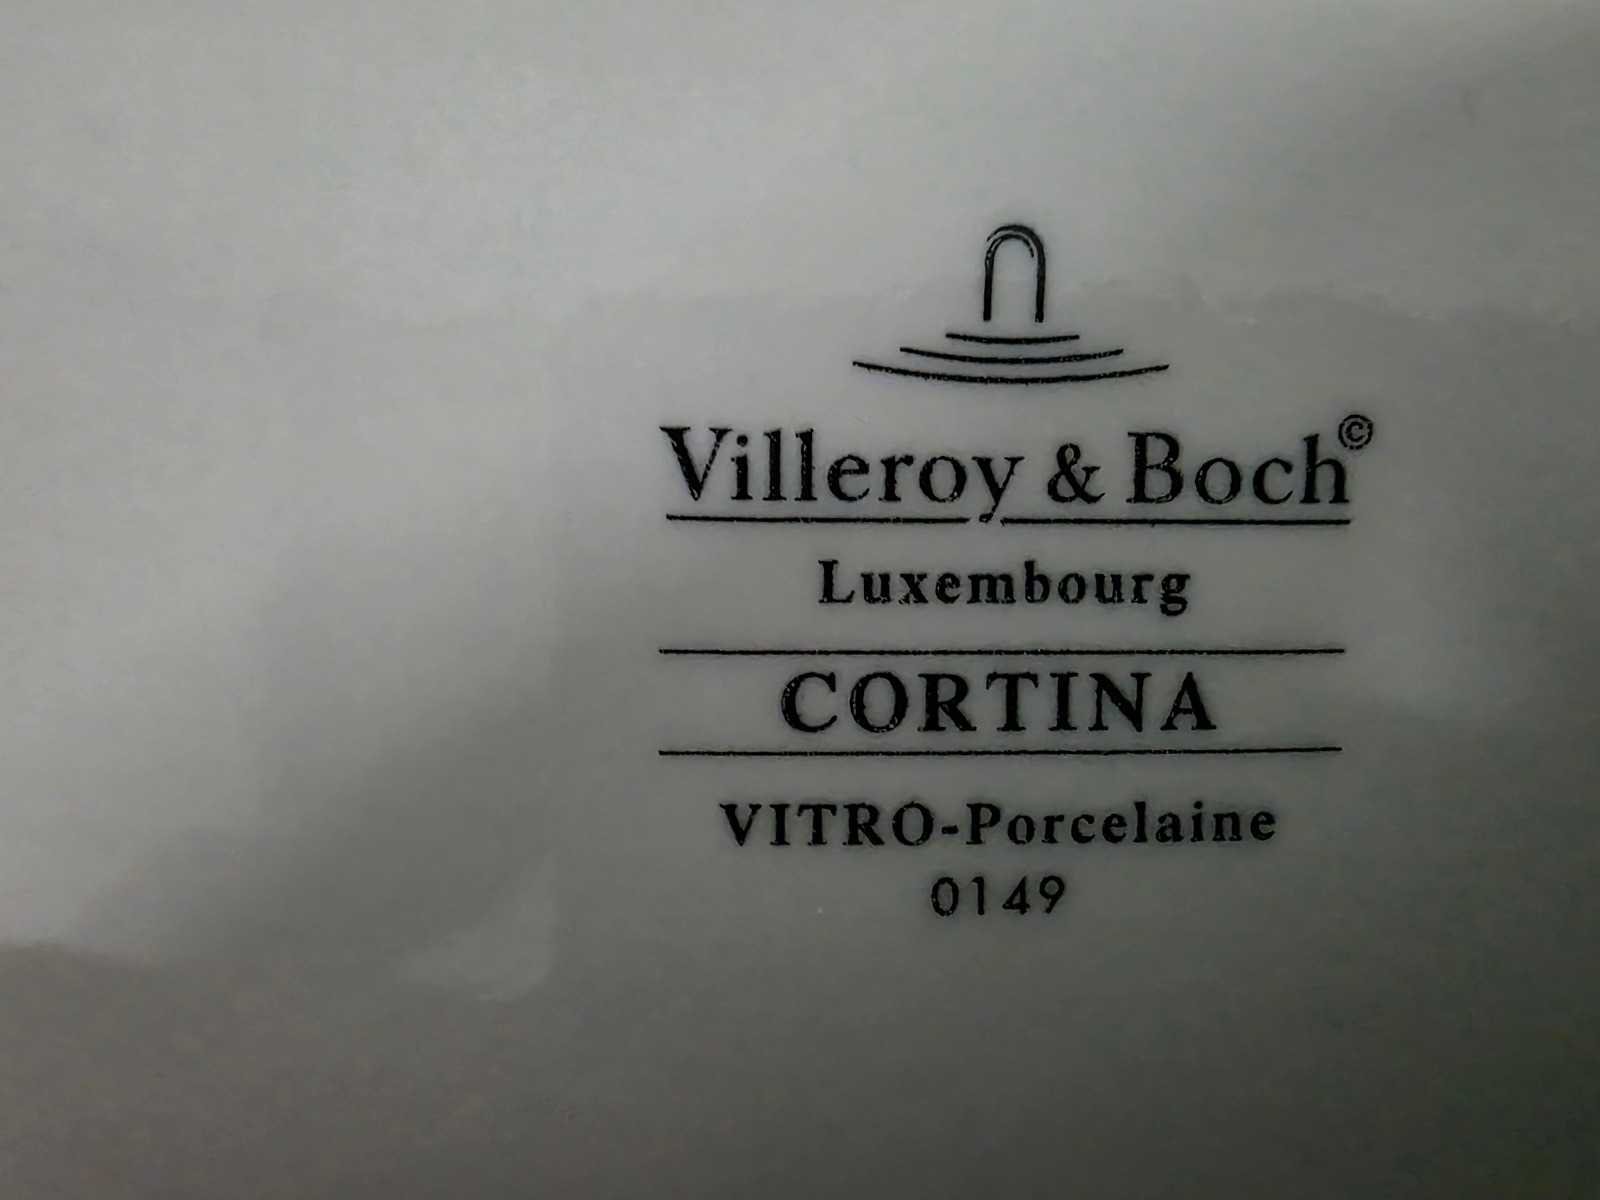 Villeroy & Boch©
Luxembourg
CORTINA
VITRO-Porcelaine
0149